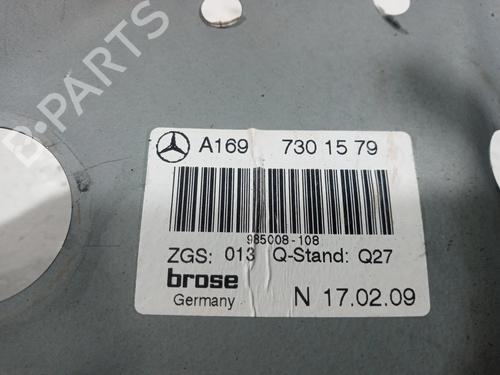 B-PARTS
A169 730 15 79
985008-108
ZGS: 013 Q-Stand: Q27
brose
Germany N 17.02.09